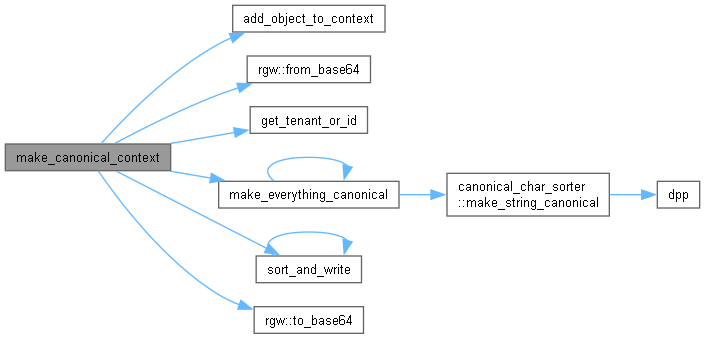 add_object_to_context
rgw::from_base64
get_tenant_or_id
make_canonical_context
make_everything_canonical
canonical_char_sorter
::make_string_canonical
dpp
sort_and_write
rgw::to_base64